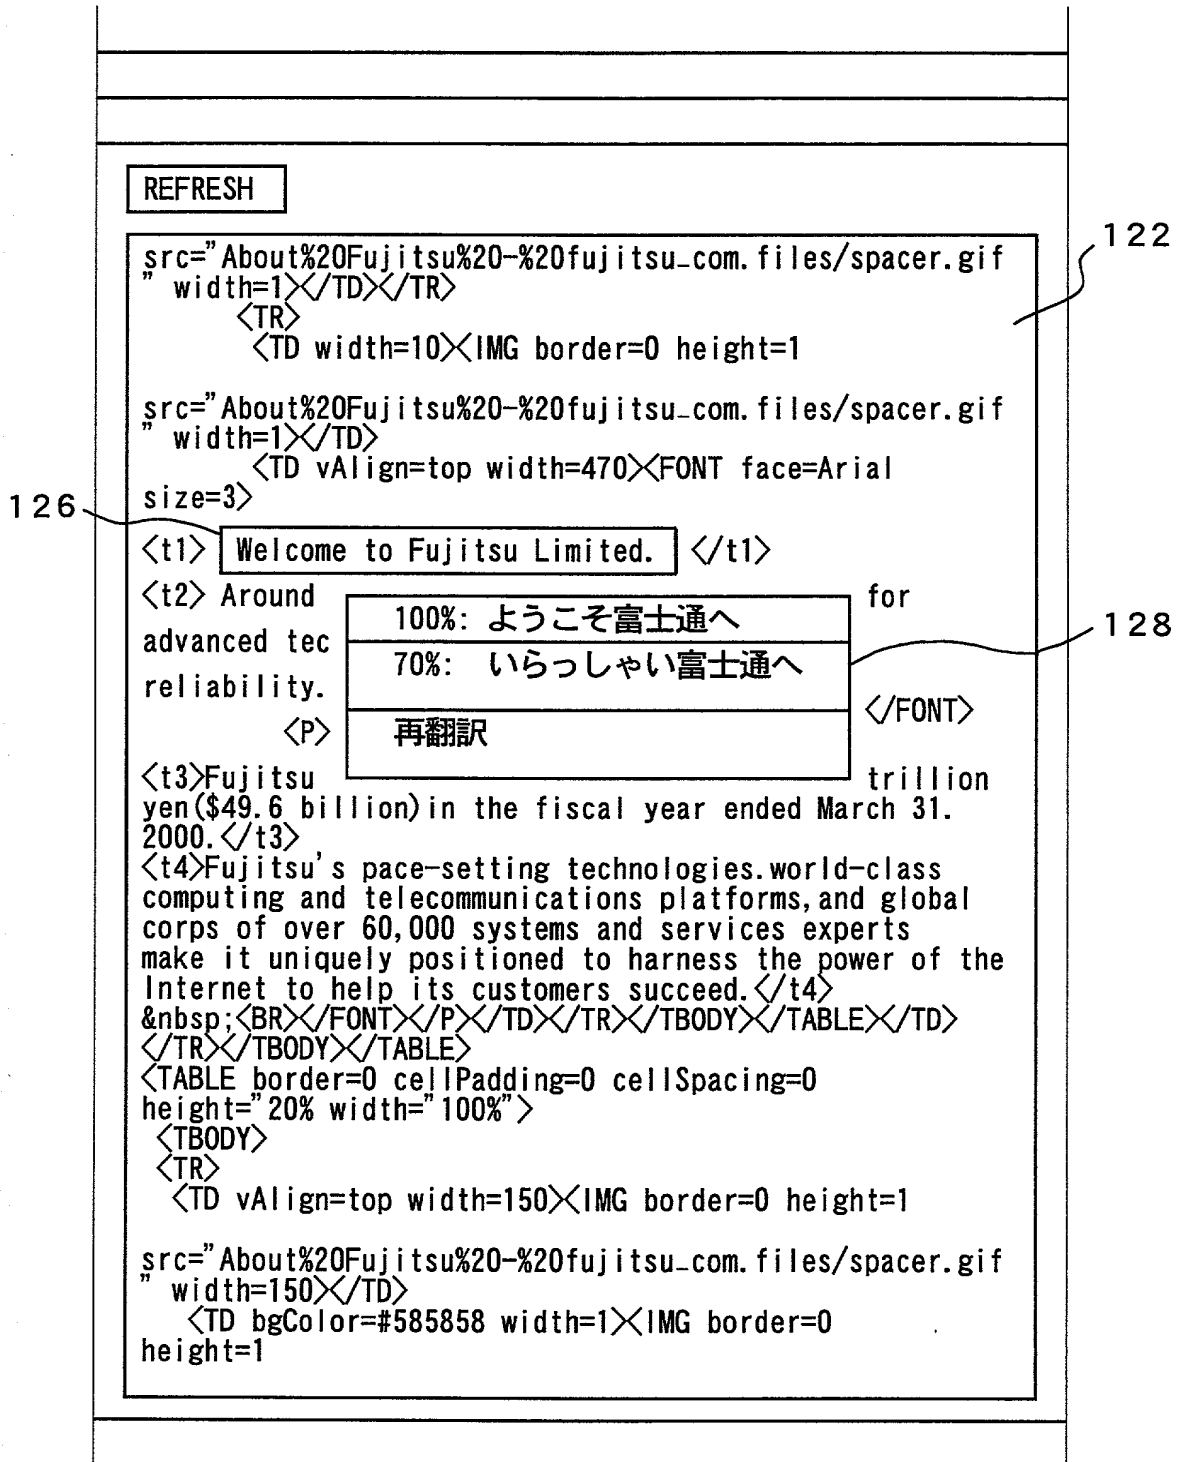 REFRESH
122
src="About%20Fujitsu%20-%20fujitsu_com.files/spacer.gif
" width=1></TD></TR>
<TR>
<TD width=10><IMG border=0 height=1
src="About%20Fujitsu%20-%20fujitsu_com.files/spacer.gif
" width=1></TD>
<TD vAlign=top width=470><FONT face=Arial
size=3>
126
<t1> Welcome to Fujitsu Limited. </t1>
<t2> Around for
100%: ようこそ富士通へ
128
advanced tec
70%: いらっしゃい富士通へ
reliability.
</FONT>
<P>
再翻訳
<t3>Fujitsu trillion
yen($49.6 billion)in the fiscal year ended March 31.
2000.</t3>
<t4>Fujitsu's pace-setting technologies.world-class
computing and telecommunications platforms,and global
corps of over 60,000 systems and services experts
make it uniquely positioned to harness the power of the
Internet to help its customers succeed.</t4>
&nbsp;<BR></FONT></P></TD></TR></TBODY></TABLE></TD>
</TR></TBODY></TABLE>
<TABLE border=0 cellPadding=0 cellSpacing=0
height="20% width="100%">
<TBODY>
<TR>
<TD vAlign=top width=150><IMG border=0 height=1
src="About%20Fujitsu%20-%20fujitsu_com.files/spacer.gif
" width=150></TD>
<TD bgColor=#585858 width=1><IMG border=0
height=1